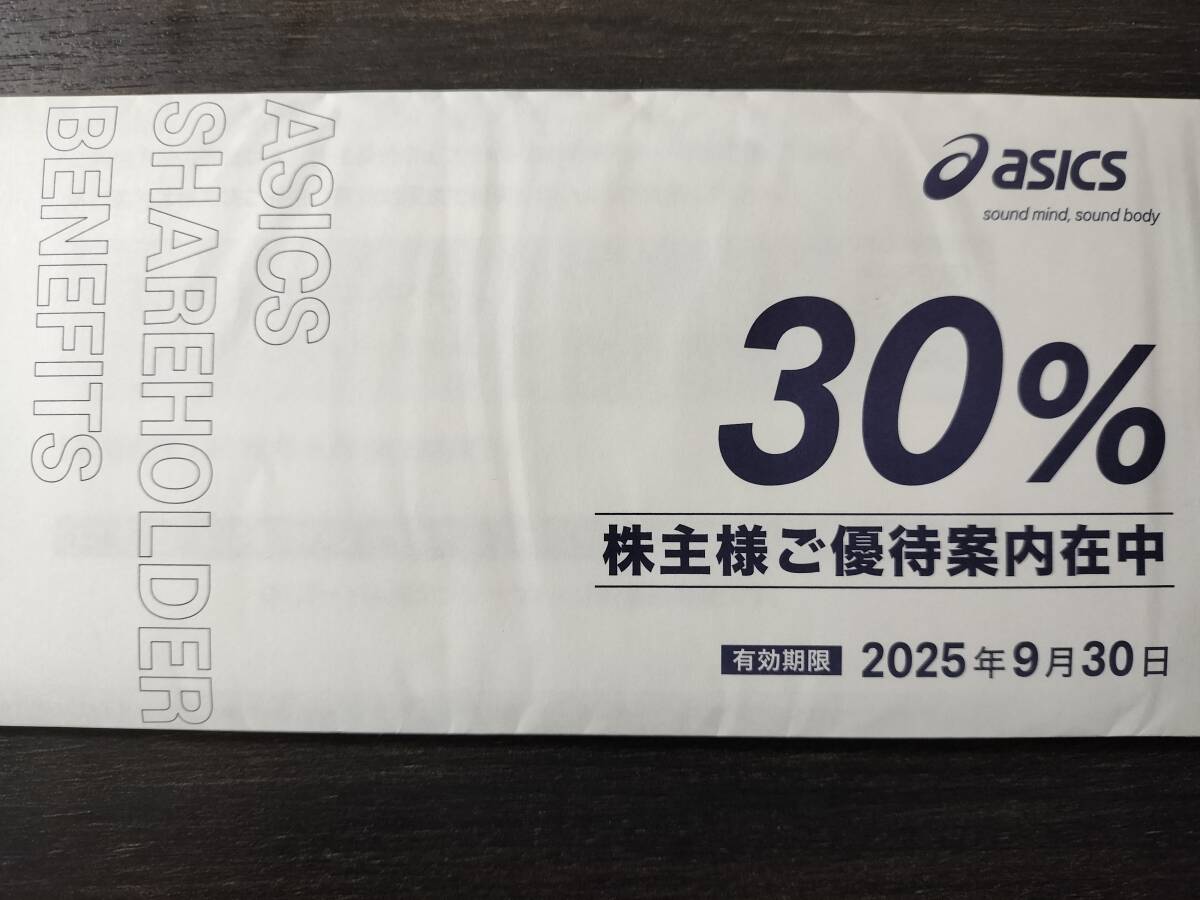 ASICS
SHAREHOLDER
BENEFITS
asics
sound mind, sound body
30%
株主様ご優待案内在中
有効期限 2025年9月30日